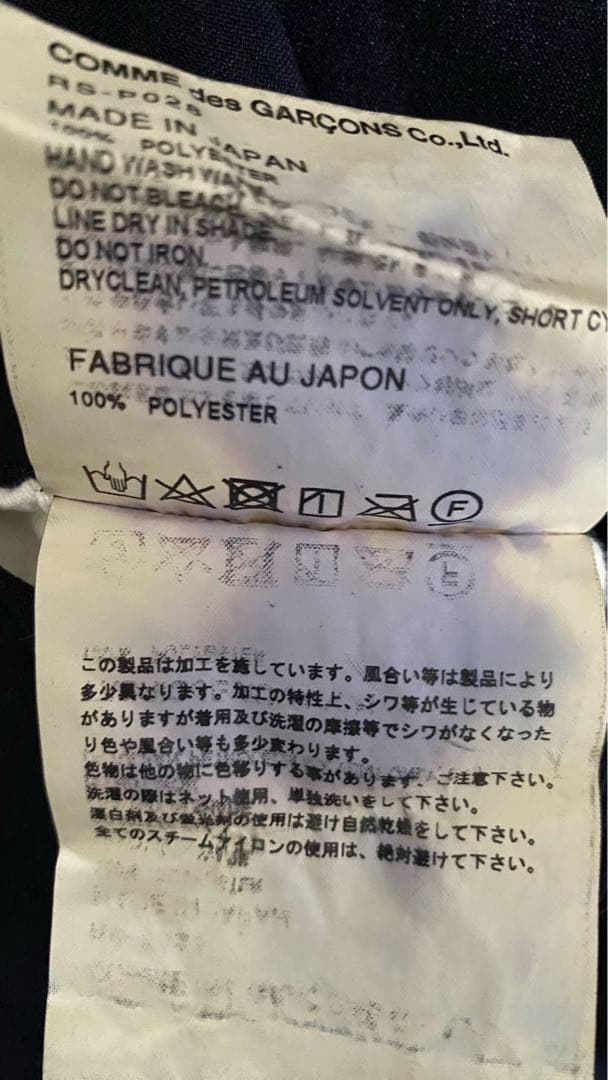 COMME des GARÇONS Co.,Ltd.
RS-P028
MADE IN JAPAN
100% POLYESTER
HAND WASH
DO NOT BLEACH
LINE DRY IN SHADE
DO NOT IRON.
DRYCLEAN, PETROLEUM SOLVENT ONLY, SHORT CY
FABRIQUE AU JAPON
100% POLYESTER
1 F
この製品は加工を施しています。風合い等は製品により
多少異なります。加工の特性上、シワ等が生じている物
がありますが着用及び洗濯の摩擦等でシワがなくなった
り色や風合い等も多少変わります。
色物は他の物に色移りする事があります。ご注意下さい。
洗濯の際はネット使用、単独洗いをして下さい。
漂白剤及び蛍光剤の使用は避け自然乾燥をして下さい。
全てのスチームアイロンの使用は、絶対避けて下さい。